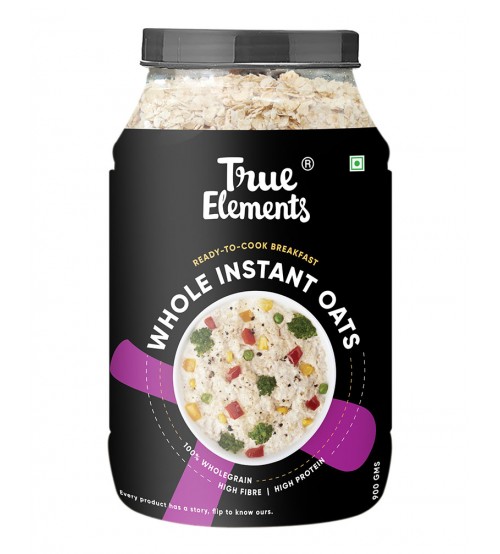 True ®
Elements
READY-TO-COOK BREAKFAST
WHOLE INSTANT OATS
100% WHOLEGRAIN
HIGH FIBRE | HIGH PROTEIN
Every product has a story, flip to know ours.
900 GMS